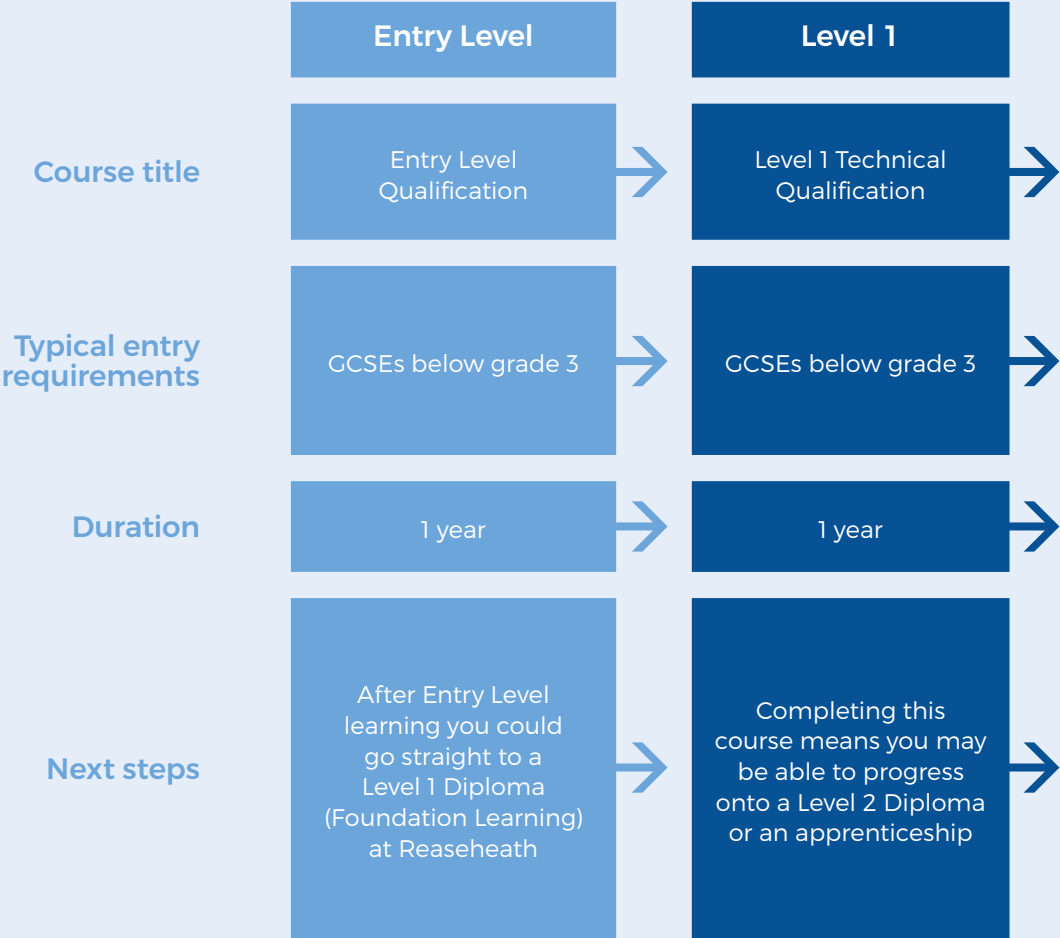 Entry Level
Level 1
Course title
Entry Level
Qualification
Level 1 Technical
Qualification
Typical entry
requirements
GCSEs below grade 3
GCSEs below grade 3
Duration
1 year
1 year
Next steps
After Entry Level
learning you could
go straight to a
Level 1 Diploma
(Foundation Learning)
at Reaseheath
Completing this
course means you may
be able to progress
onto a Level 2 Diploma
or an apprenticeship